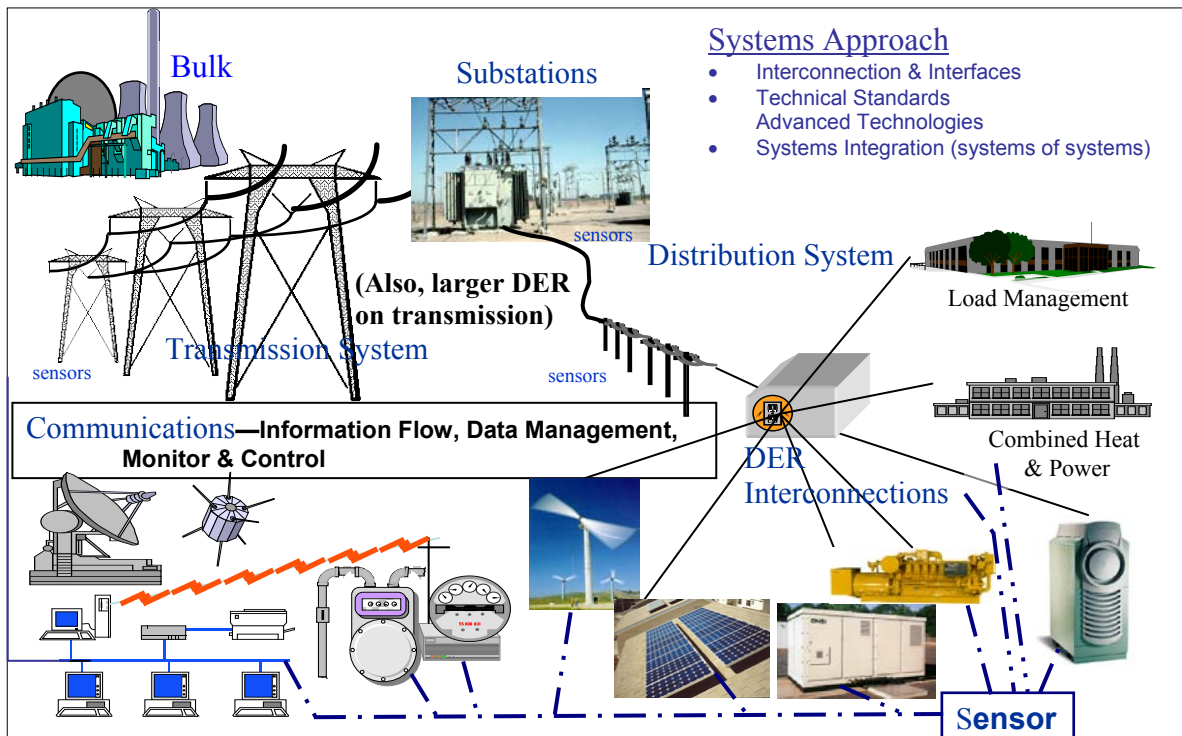 Bulk
Substations
Systems Approach
• Interconnection & Interfaces
• Technical Standards
Advanced Technologies
• Systems Integration (systems of systems)
sensors
Distribution System
Load Management
(Also, larger DER
on transmission)
Transmission System
sensors
sensors
Communications—Information Flow, Data Management,
Monitor & Control
DER
Interconnections
Combined Heat
& Power
Sensor